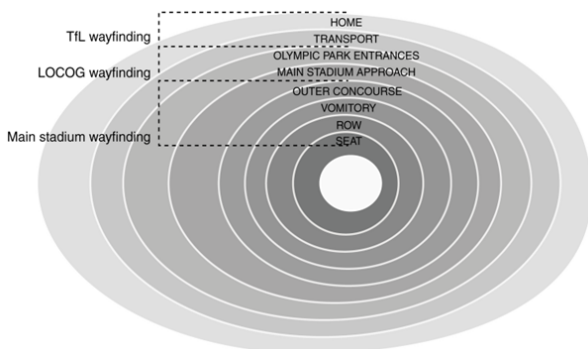 HOME
TfL wayfinding
TRANSPORT
OLYMPIC PARK ENTRANCES
LOCOG wayfinding
MAIN STADIUM APPROACH
OUTER CONCOURSE
VOMITORY
ROW
Main stadium wayfinding
SEAT